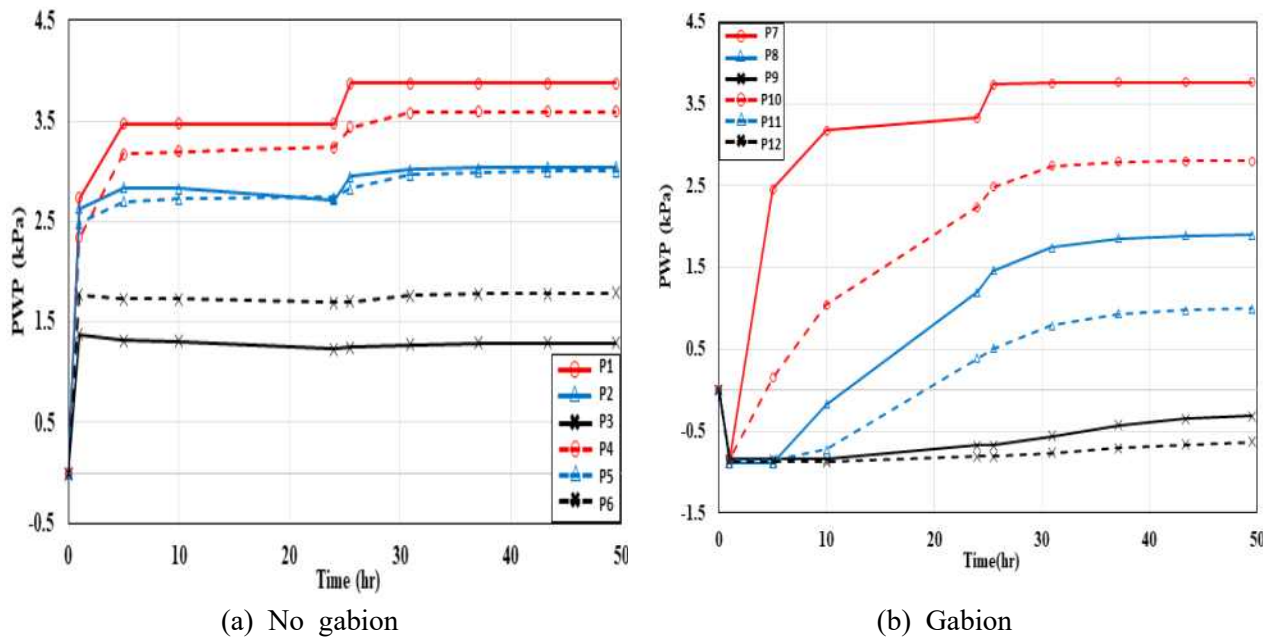 4.5
3.5
2.5
1.5
0.5
-0.5
PWP (kPa)
0 10 20 30 40 50
Time (hr)
P1
P2
P3
P4
P5
P6
(a) No gabion
4.5
3.5
2.5
1.5
0.5
-0.5
-1.5
PWP (kPa)
0 10 20 30 40 50
Time(hr)
P7
P8
P9
P10
P11
P12
(b) Gabion